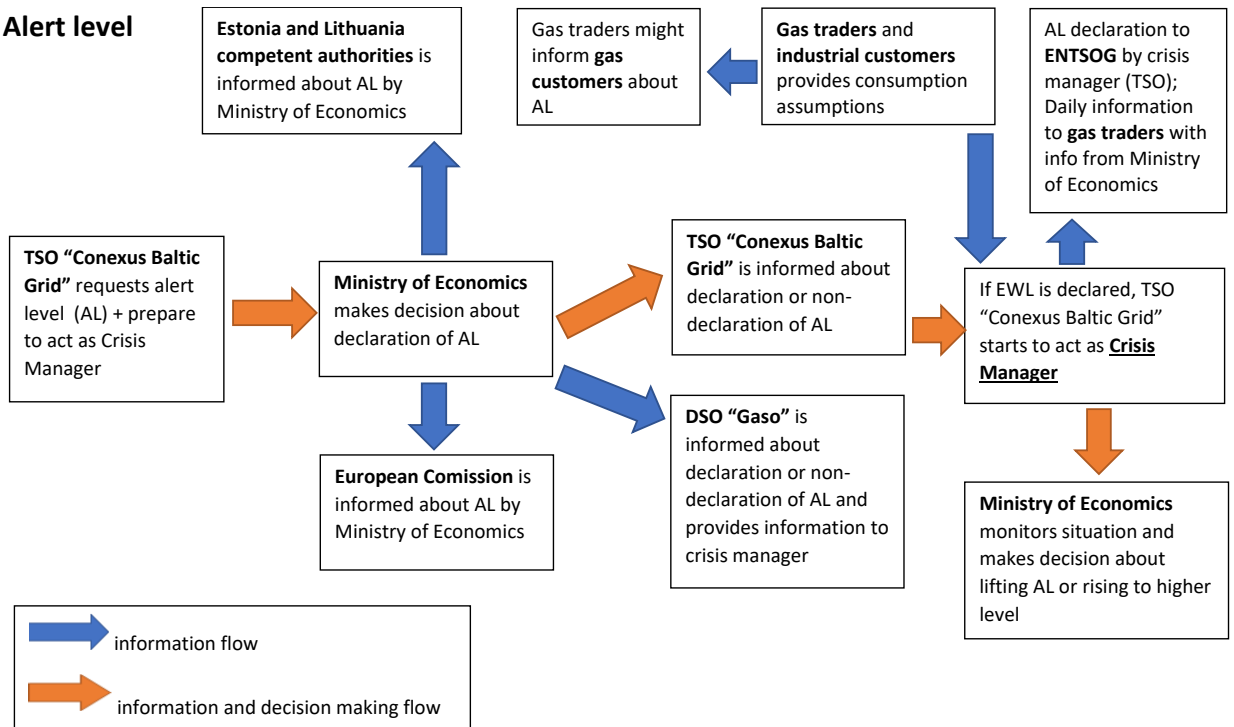 Alert level
Estonia and Lithuania
competent authorities is
informed about AL by
Ministry of Economics
Gas traders might
inform gas
customers about
AL
Gas traders and
industrial customers
provides consumption
assumptions
AL declaration to
ENTSOG by crisis
manager (TSO);
Daily information
to gas traders with
info from Ministry
of Economics
TSO “Conexus Baltic
Grid” requests alert
level (AL) + prepare
to act as Crisis
Manager
Ministry of Economics
makes decision about
declaration of AL
TSO “Conexus Baltic
Grid” is informed about
declaration or non-
declaration of AL
If EWL is declared, TSO
“Conexus Baltic Grid”
starts to act as Crisis
Manager
European Comission is
informed about AL by
Ministry of Economics
DSO “Gaso” is
informed about
declaration or non-
declaration of AL and
provides information to
crisis manager
Ministry of Economics
monitors situation and
makes decision about
lifting AL or rising to higher
level
information flow
information and decision making flow